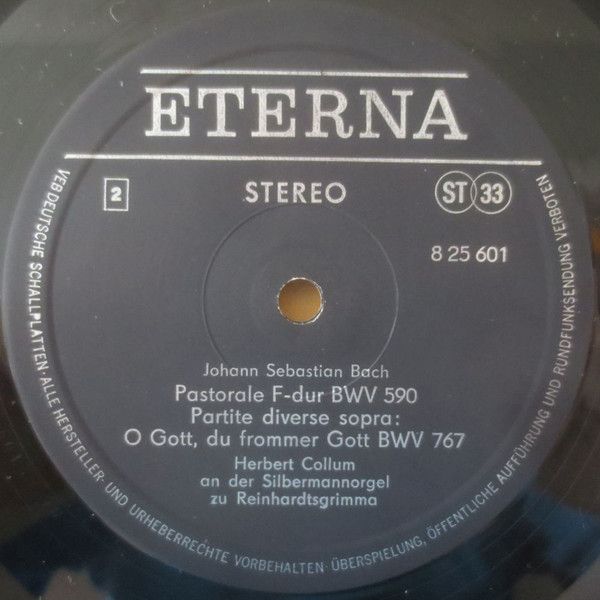 ETERNA
2 STEREO ST 33
8 25 601
Johann Sebastian Bach
Pastorale F-dur BWV 590
Partite diverse sopra:
O Gott, du frommer Gott BWV 767
Herbert Collum
an der Silbermannorgel
zu Reinhardtsgrimma
VEB DEUTSCHE SCHALLPLATTEN · ALLE HERSTELLER- UND URHEBERRECHTE VORBEHALTEN · ÜBERSPIELUNG, ÖFFENTLICHE AUFFÜHRUNG UND RUNDFUNKSENDUNG VERBOTEN